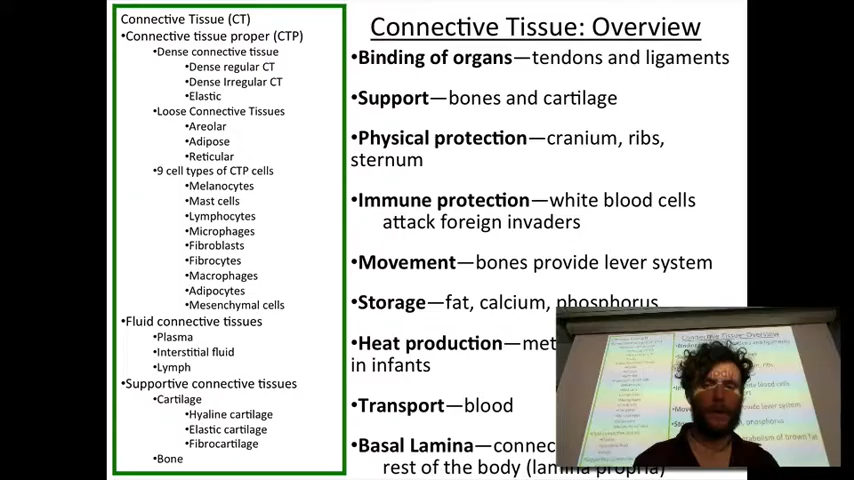 Connective Tissue (CT)
•Connective tissue proper (CTP)
•Dense connective tissue
•Dense regular CT
•Dense Irregular CT
•Elastic
•Loose Connective Tissues
•Areolar
•Adipose
•Reticular
•9 cell types of CTP cells
•Melanocytes
•Mast cells
•Lymphocytes
•Microphages
•Fibroblasts
•Fibrocytes
•Macrophages
•Adipocytes
•Mesenchymal cells
•Fluid connective tissues
•Plasma
•Interstitial fluid
•Lymph
•Supportive connective tissues
•Cartilage
•Hyaline cartilage
•Elastic cartilage
•Fibrocartilage
•Bone
Connective Tissue: Overview
•Binding of organs—tendons and ligaments
•Support—bones and cartilage
•Physical protection—cranium, ribs,
sternum
•Immune protection—white blood cells
attack foreign invaders
•Movement—bones provide lever system
•Storage—fat, calcium, phosphorus
•Heat production—met
in infants
•Transport—blood
•Basal Lamina—connec
rest of the body (lamina propria)
Connective Tissue: Overview